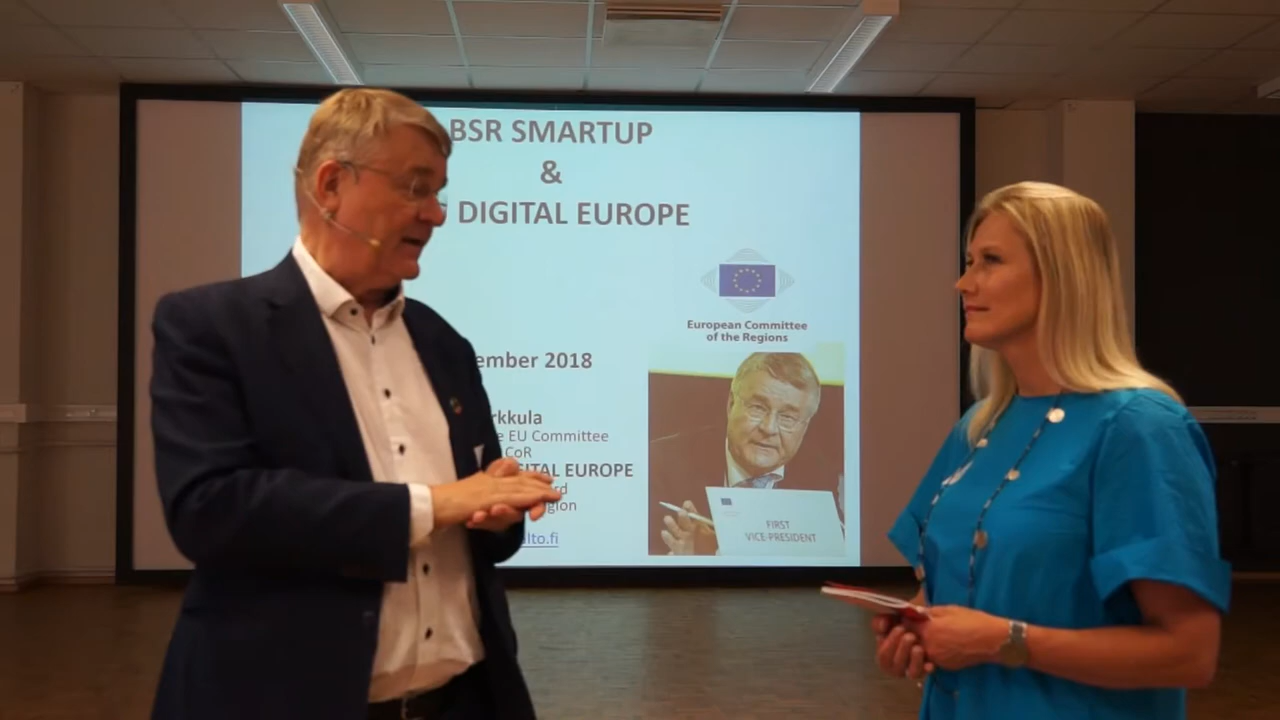 BSR SMARTUP
&
DIGITAL EUROPE
European Committee
of the Regions
ember 2018
rkkula
e EU Committee
CoR
GITAL EUROPE
rd
gion
lto.fi
FIRST
VICE-PRESIDENT